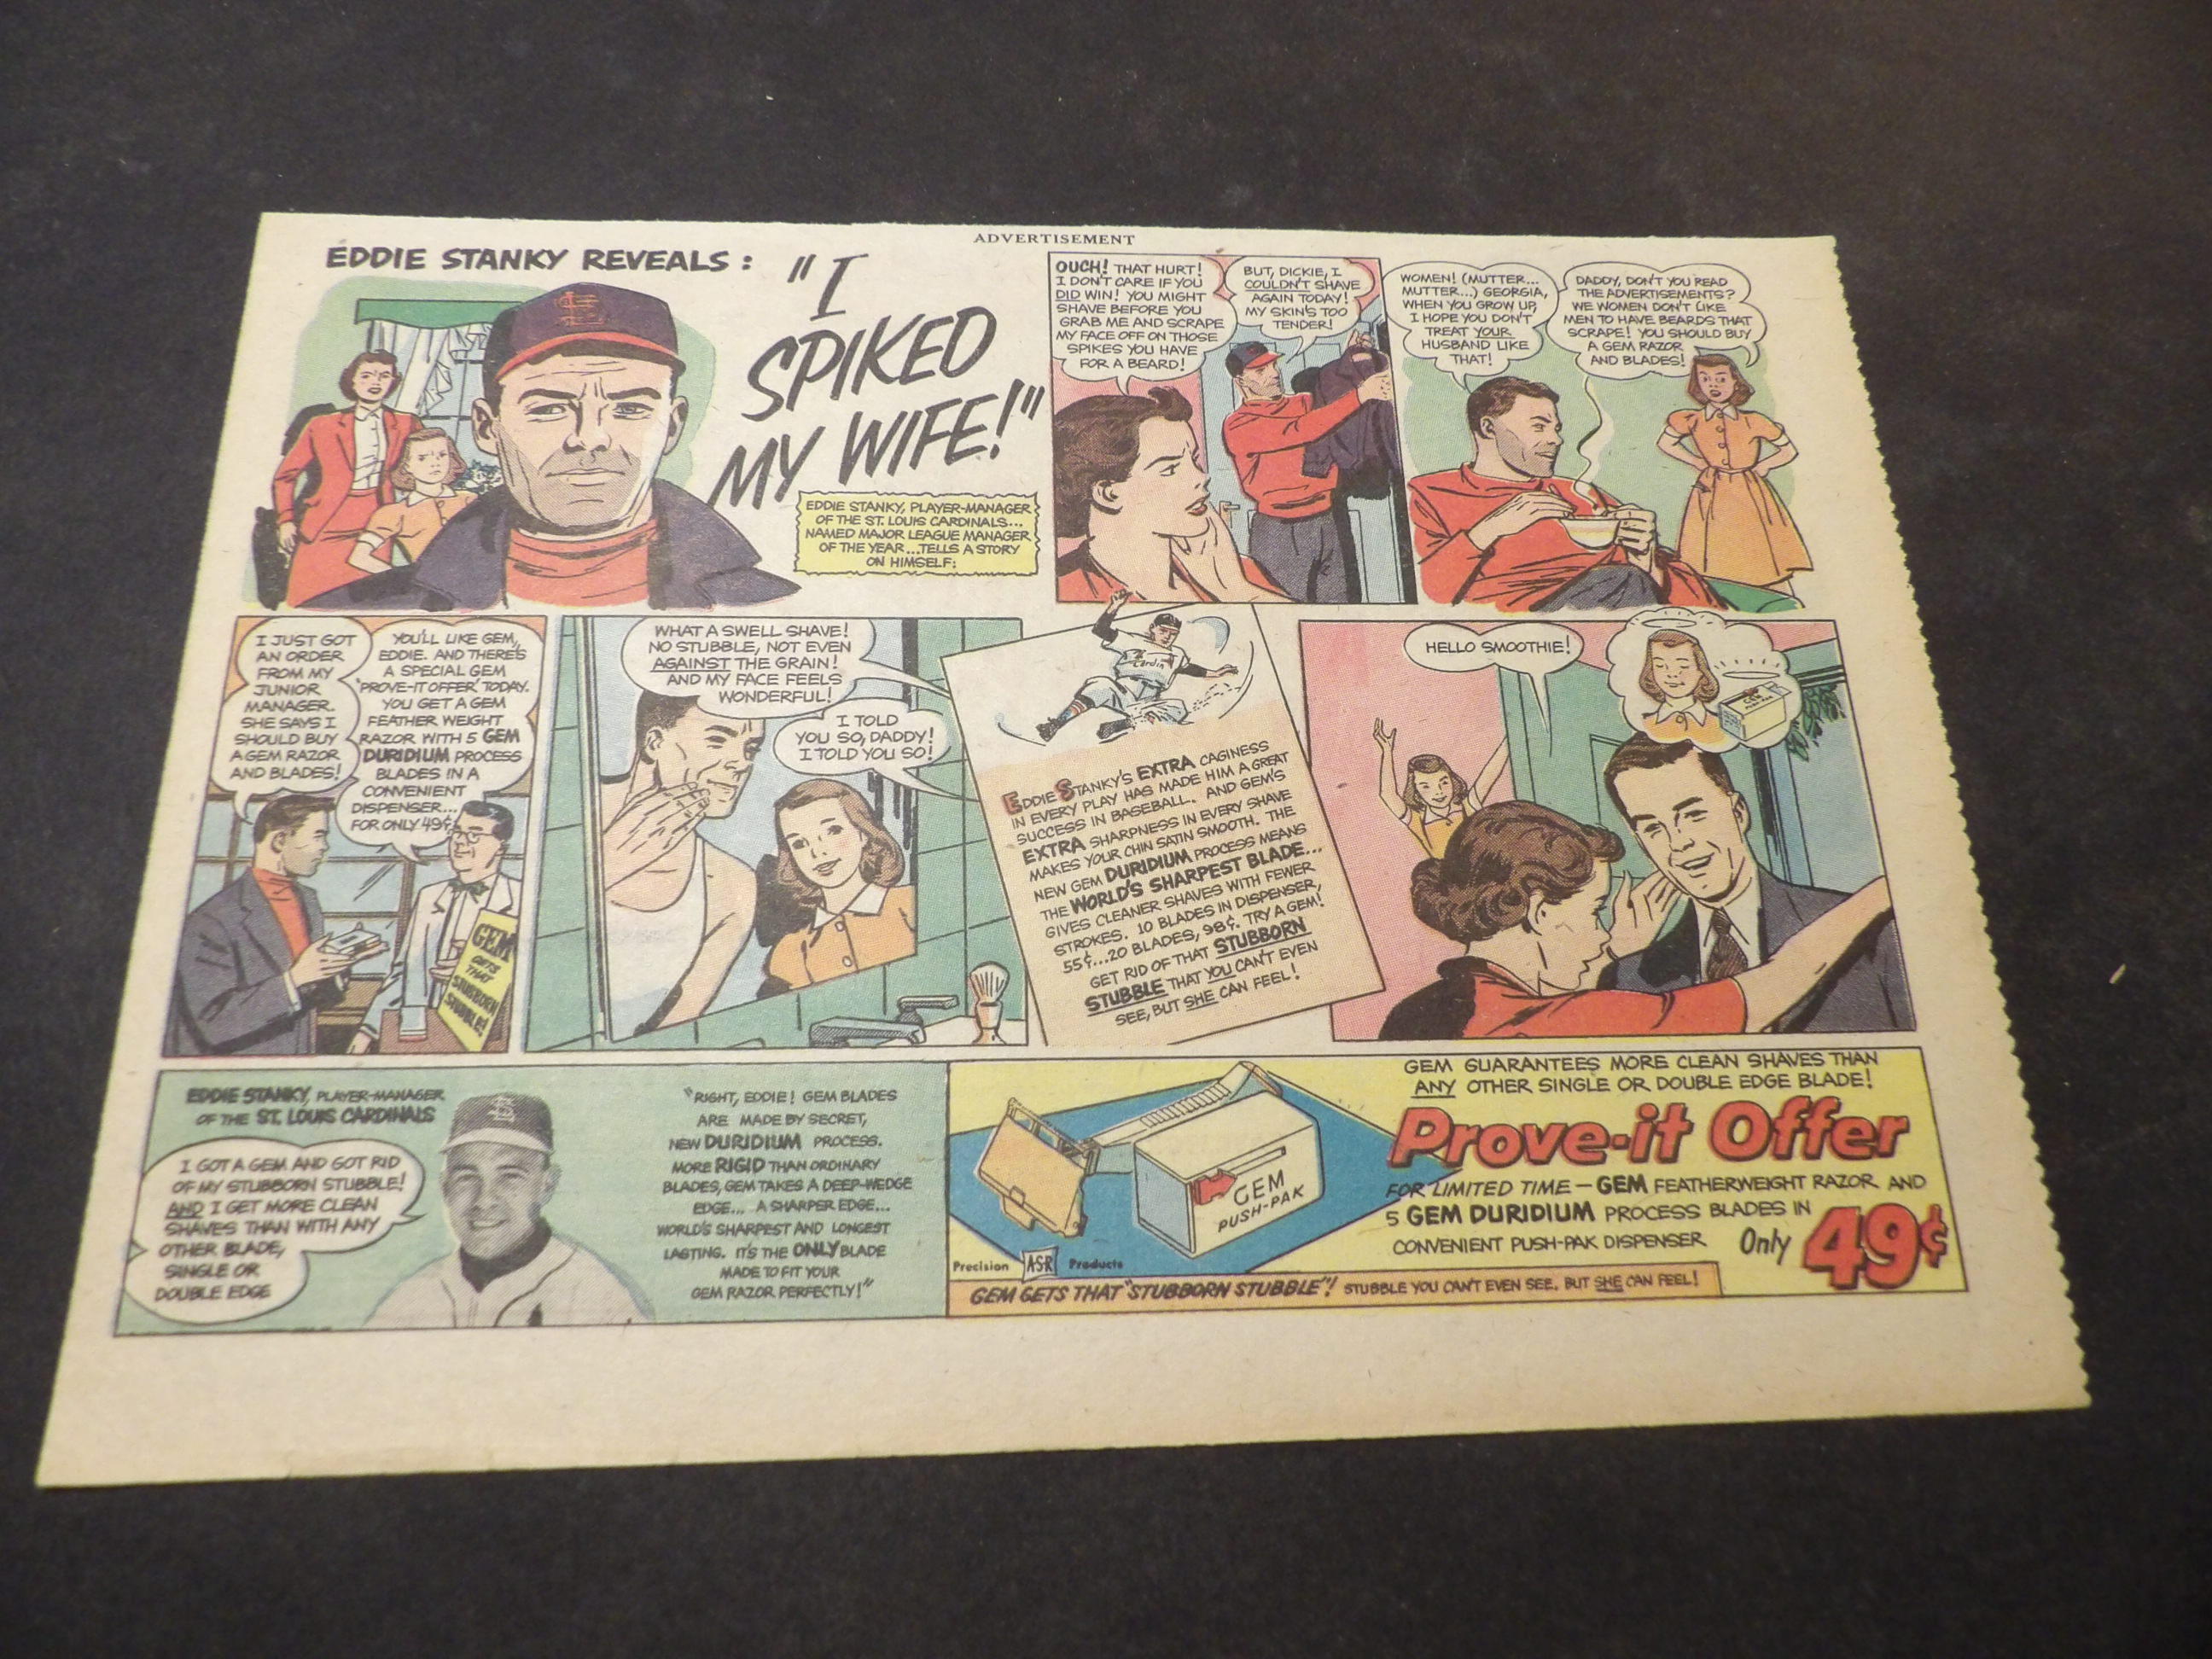 ADVERTISEMENT
EDDIE STANKY REVEALS:
"I
SPIKED
MY WIFE!"
EDDIE STANKY, PLAYER-MANAGER
OF THE ST. LOUIS CARDINALS...
NAMED MAJOR LEAGUE MANAGER
OF THE YEAR...TELLS A STORY
ON HIMSELF:
OUCH! THAT HURT!
I DON'T CARE IF YOU
DID WIN! YOU MIGHT
SHAVE BEFORE YOU
GRAB ME AND SCRAPE
MY FACE OFF ON THOSE
SPIKES YOU HAVE
FOR A BEARD!
BUT, DICKIE, I
COULDN'T SHAVE
AGAIN TODAY!
MY SKIN'S TOO
TENDER!
WOMEN! (MUTTER...
MUTTER...) GEORGIA,
WHEN YOU GROW UP,
I HOPE YOU DON'T
TREAT YOUR
HUSBAND LIKE
THAT!
DADDY, DON'T YOU READ
THE ADVERTISEMENTS?
WE WOMEN DON'T LIKE
MEN TO HAVE BEARDS THAT
SCRAPE! YOU SHOULD BUY
A GEM RAZOR
AND BLADES!
I JUST GOT
AN ORDER
FROM MY
JUNIOR
MANAGER.
SHE SAYS I
SHOULD BUY
A GEM RAZOR
AND BLADES!
YOU'LL LIKE GEM,
EDDIE. AND THERE'S
A SPECIAL GEM
'PROVE-IT OFFER' TODAY.
YOU GET A GEM
FEATHER WEIGHT
RAZOR WITH 5 GEM
DURIDIUM PROCESS
BLADES IN A
CONVENIENT
DISPENSER...
FOR ONLY 49¢.
GEM
GETS
THAT
STUBBORN
STUBBLE!
WHAT A SWELL SHAVE!
NO STUBBLE, NOT EVEN
AGAINST THE GRAIN!
AND MY FACE FEELS
WONDERFUL!
I TOLD
YOU SO, DADDY!
I TOLD YOU SO!
Cardin
EDDIE STANKY'S EXTRA CAGINESS
IN EVERY PLAY HAS MADE HIM A GREAT
SUCCESS IN BASEBALL. AND GEM'S
EXTRA SHARPNESS IN EVERY SHAVE
MAKES YOUR CHIN SATIN SMOOTH. THE
NEW GEM DURIDIUM PROCESS MEANS
THE WORLD'S SHARPEST BLADE...
GIVES CLEANER SHAVES WITH FEWER
STROKES. 10 BLADES IN DISPENSER,
55¢...20 BLADES, 98¢. TRY A GEM!
GET RID OF THAT STUBBORN
STUBBLE THAT YOU CAN'T EVEN
SEE, BUT SHE CAN FEEL!
HELLO SMOOTHIE!
EDDIE STANKY, PLAYER-MANAGER
OF THE ST. LOUIS CARDINALS
I GOT A GEM AND GOT RID
OF MY STUBBORN STUBBLE!
AND I GET MORE CLEAN
SHAVES THAN WITH ANY
OTHER BLADE,
SINGLE OR
DOUBLE EDGE
"RIGHT, EDDIE! GEM BLADES
ARE MADE BY SECRET,
NEW DURIDIUM PROCESS.
MORE RIGID THAN ORDINARY
BLADES, GEM TAKES A DEEP-WEDGE
EDGE... A SHARPER EDGE...
WORLD'S SHARPEST AND LONGEST
LASTING. IT'S THE ONLY BLADE
MADE TO FIT YOUR
GEM RAZOR PERFECTLY!"
GEM
PUSH-PAK
Precision ASR Products
GEM GUARANTEES MORE CLEAN SHAVES THAN
ANY OTHER SINGLE OR DOUBLE EDGE BLADE!
Prove-it Offer
FOR LIMITED TIME — GEM FEATHERWEIGHT RAZOR AND
5 GEM DURIDIUM PROCESS BLADES IN
CONVENIENT PUSH-PAK DISPENSER Only 49¢
GEM GETS THAT "STUBBORN STUBBLE"! STUBBLE YOU CAN'T EVEN SEE, BUT SHE CAN FEEL!